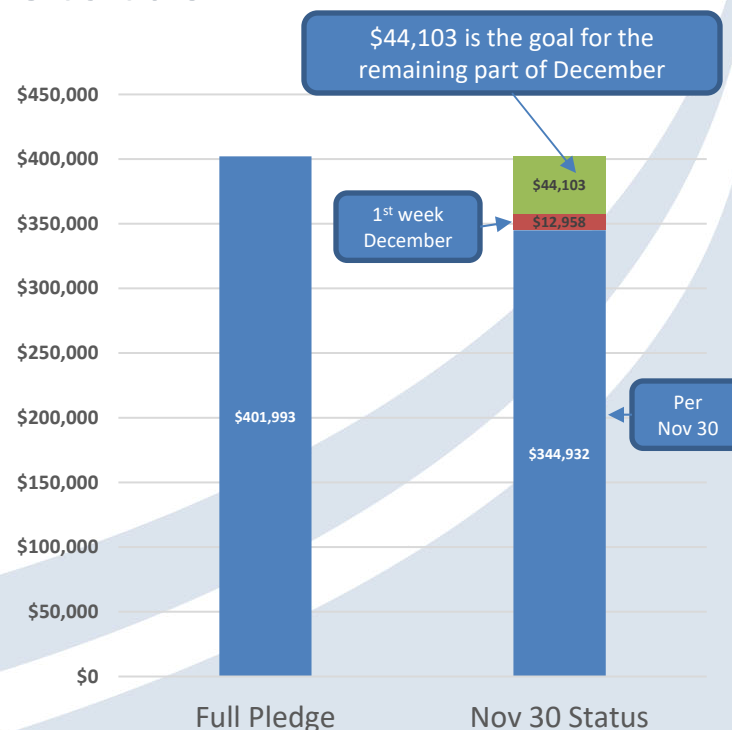 $44,103 is the goal for the
remaining part of December
$450,000
$400,000
$350,000
$300,000
$250,000
$200,000
$150,000
$100,000
$50,000
$0
$401,993
$44,103
1st week
December
$12,958
Per
Nov 30
$344,932
Full Pledge
Nov 30 Status